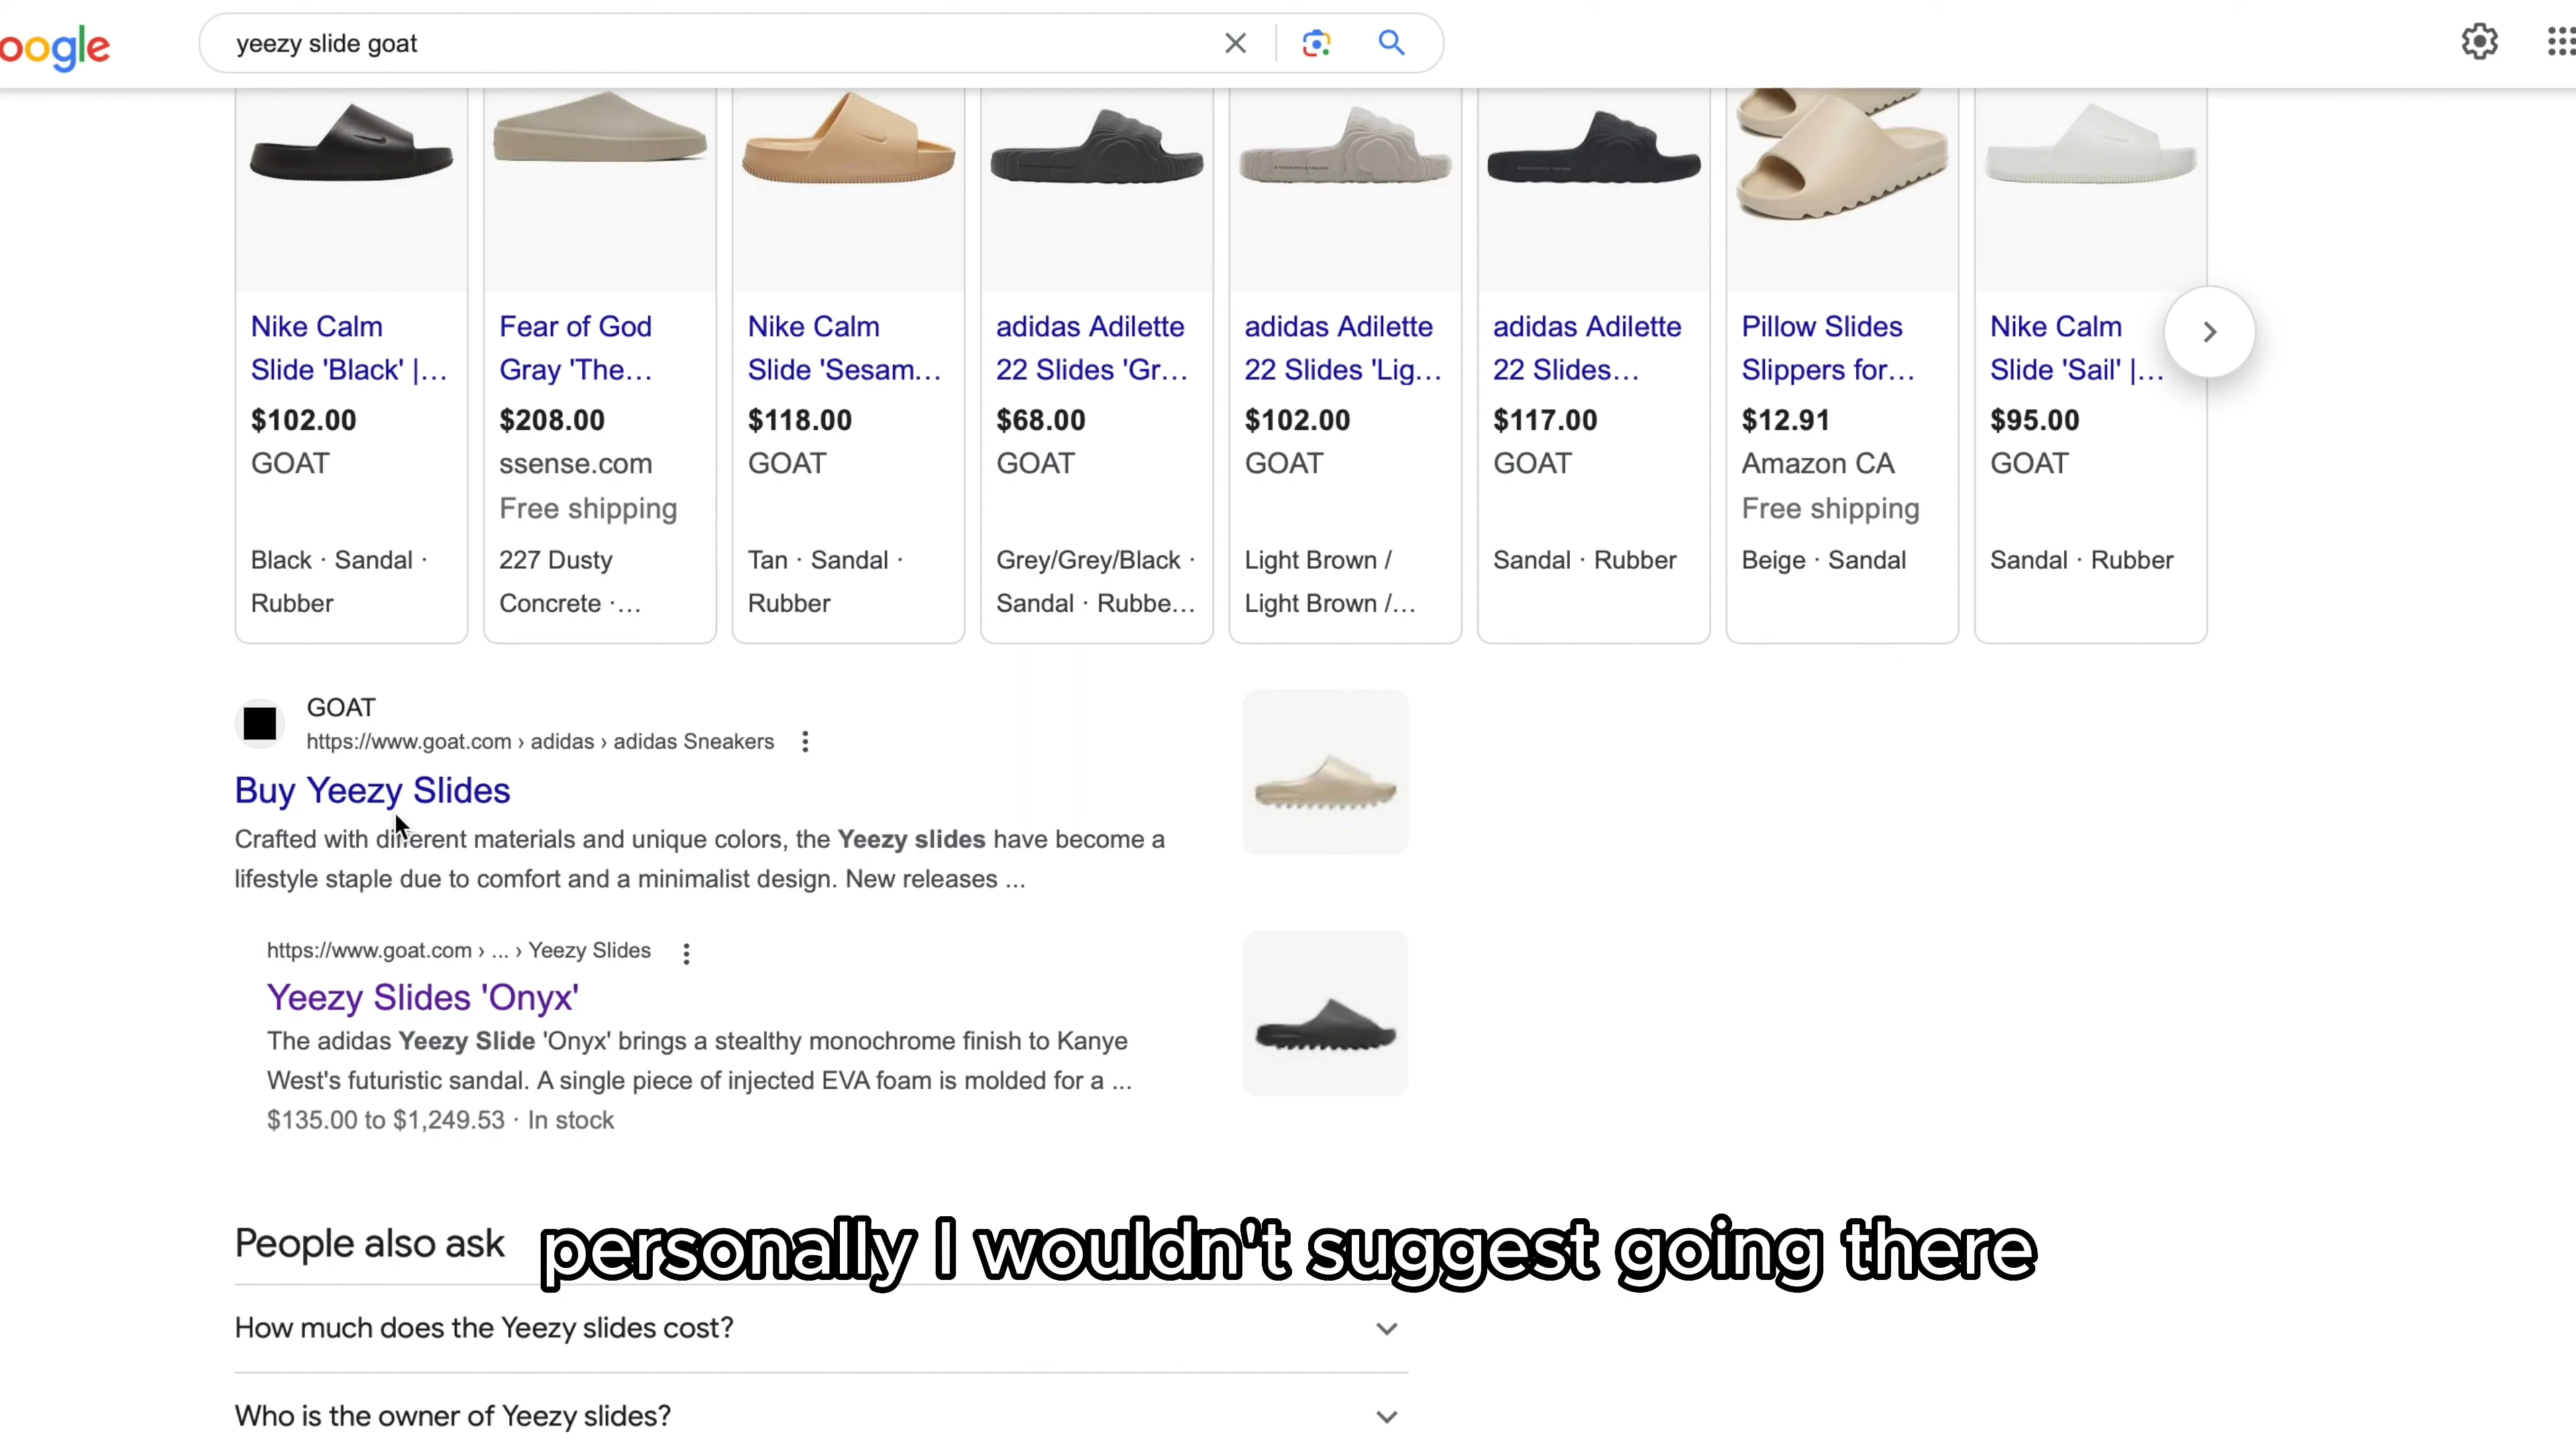 oogle
yeezy slide goat
Nike Calm
Slide 'Black' |...
$102.00
GOAT
Black · Sandal ·
Rubber
Fear of God
Gray 'The...
$208.00
ssense.com
Free shipping
227 Dusty
Concrete ·...
Nike Calm
Slide 'Sesam...
$118.00
GOAT
Tan · Sandal ·
Rubber
adidas Adilette
22 Slides 'Gr...
$68.00
GOAT
Grey/Grey/Black ·
Sandal · Rubbe...
adidas Adilette
22 Slides 'Lig...
$102.00
GOAT
Light Brown /
Light Brown /...
adidas Adilette
22 Slides...
$117.00
GOAT
Sandal · Rubber
Pillow Slides
Slippers for...
$12.91
Amazon CA
Free shipping
Beige · Sandal
Nike Calm
Slide 'Sail' |...
$95.00
GOAT
Sandal · Rubber
GOAT
https://www.goat.com › adidas › adidas Sneakers
Buy Yeezy Slides
Crafted with different materials and unique colors, the Yeezy slides have become a
lifestyle staple due to comfort and a minimalist design. New releases ...
https://www.goat.com › ... › Yeezy Slides
Yeezy Slides 'Onyx'
The adidas Yeezy Slide 'Onyx' brings a stealthy monochrome finish to Kanye
West's futuristic sandal. A single piece of injected EVA foam is molded for a ...
$135.00 to $1,249.53 · In stock
People also ask
personally I wouldn't suggest going there
How much does the Yeezy slides cost?
Who is the owner of Yeezy slides?